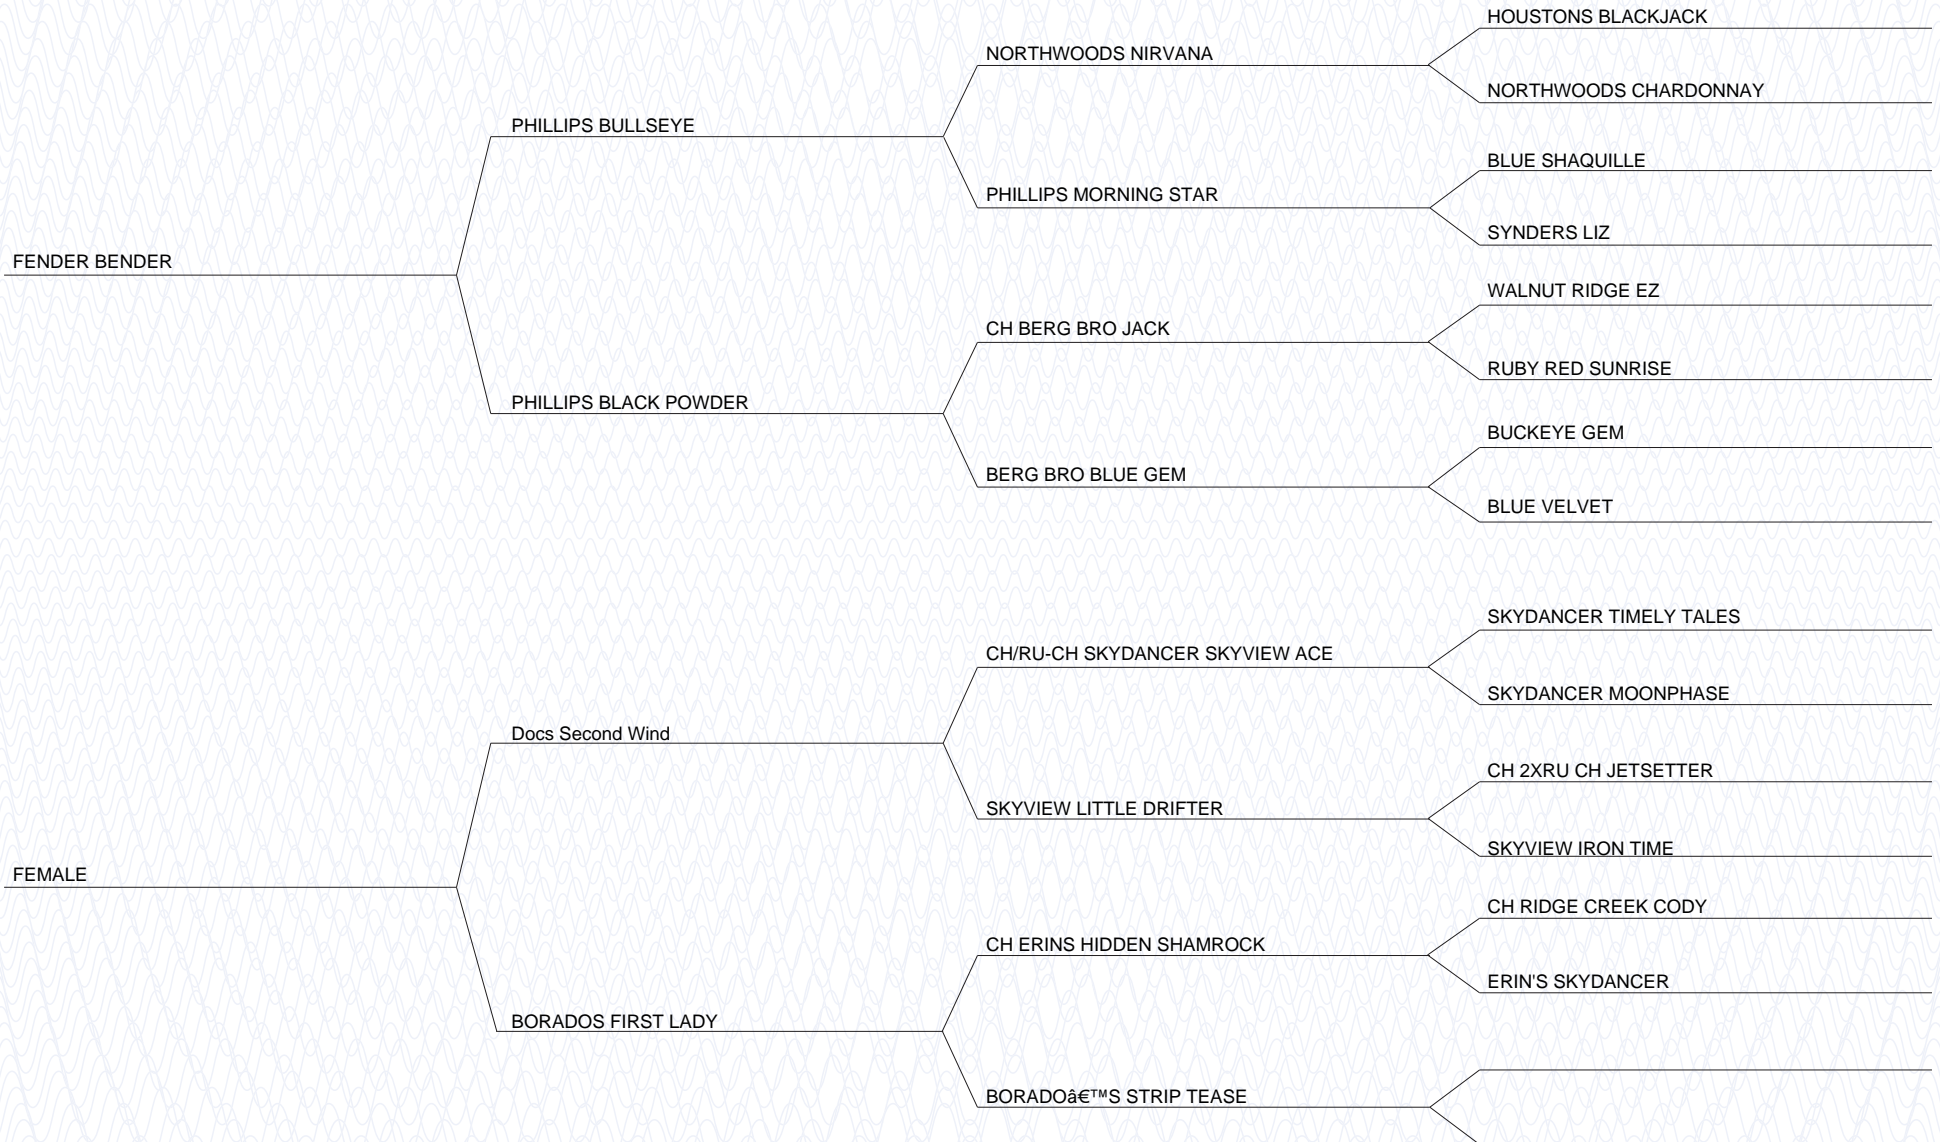 HOUSTONS BLACKJACK
NORTHWOODS NIRVANA
NORTHWOODS CHARDONNAY
PHILLIPS BULLSEYE
BLUE SHAQUILLE
PHILLIPS MORNING STAR
SYNDERS LIZ
FENDER BENDER
WALNUT RIDGE EZ
CH BERG BRO JACK
RUBY RED SUNRISE
PHILLIPS BLACK POWDER
BUCKEYE GEM
BERG BRO BLUE GEM
BLUE VELVET
SKYDANCER TIMELY TALES
CH/RU-CH SKYDANCER SKYVIEW ACE
SKYDANCER MOONPHASE
Docs Second Wind
CH 2XRU CH JETSETTER
SKYVIEW LITTLE DRIFTER
SKYVIEW IRON TIME
FEMALE
CH RIDGE CREEK CODY
CH ERINS HIDDEN SHAMROCK
ERIN'S SKYDANCER
BORADOS FIRST LADY
BORADOâ€™S STRIP TEASE